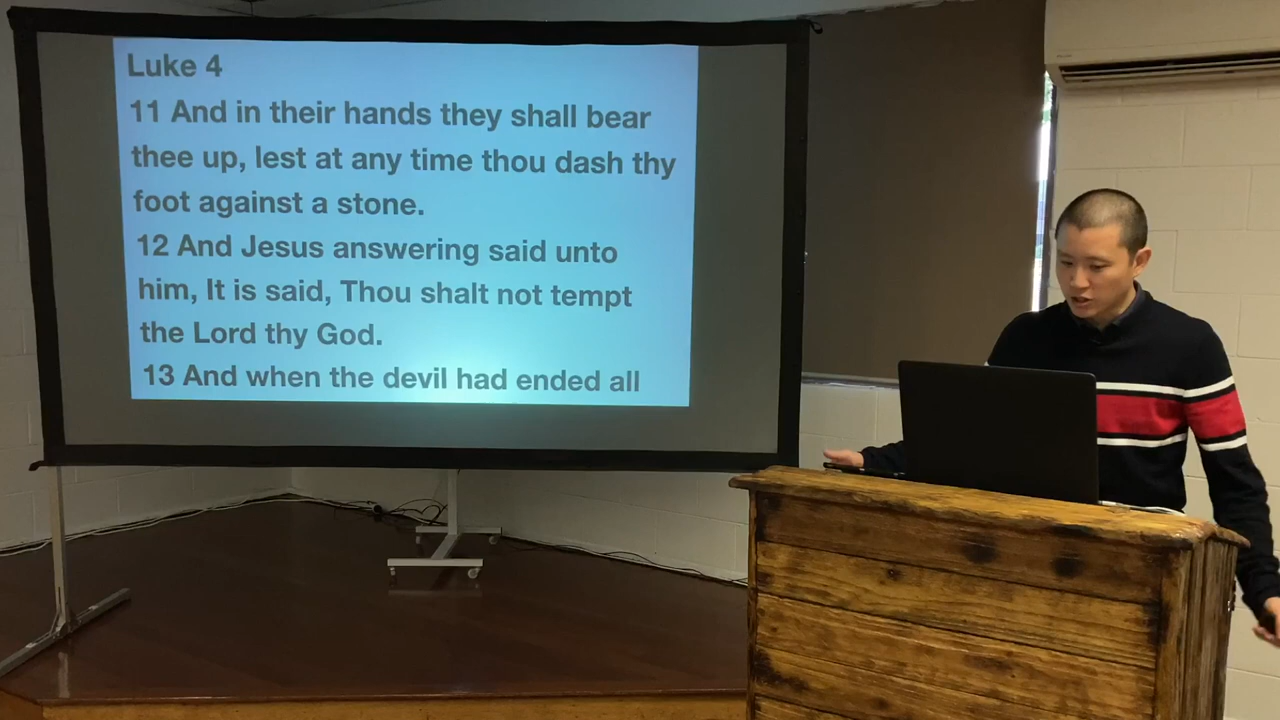 Luke 4
11 And in their hands they shall bear
thee up, lest at any time thou dash thy
foot against a stone.
12 And Jesus answering said unto
him, It is said, Thou shalt not tempt
the Lord thy God.
13 And when the devil had ended all